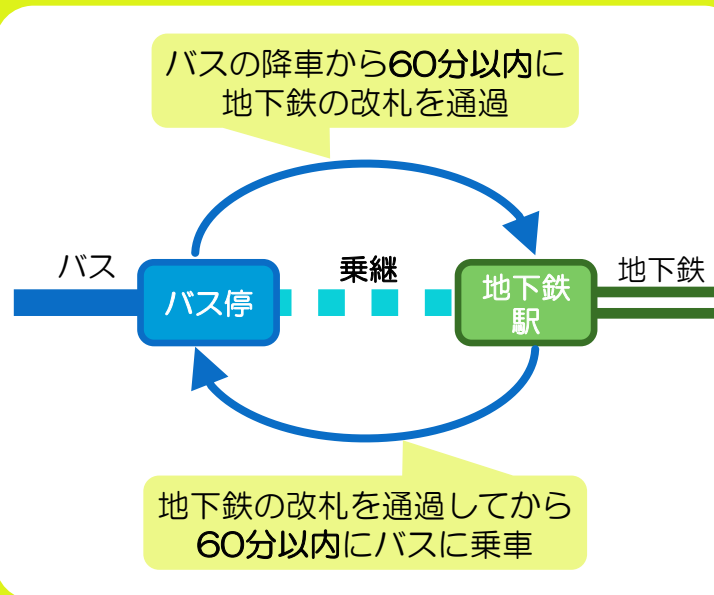 バスの降車から60分以内に
地下鉄の改札を通過
バス
バス停
乗継
地下鉄
駅
地下鉄
地下鉄の改札を通過してから
60分以内にバスに乗車